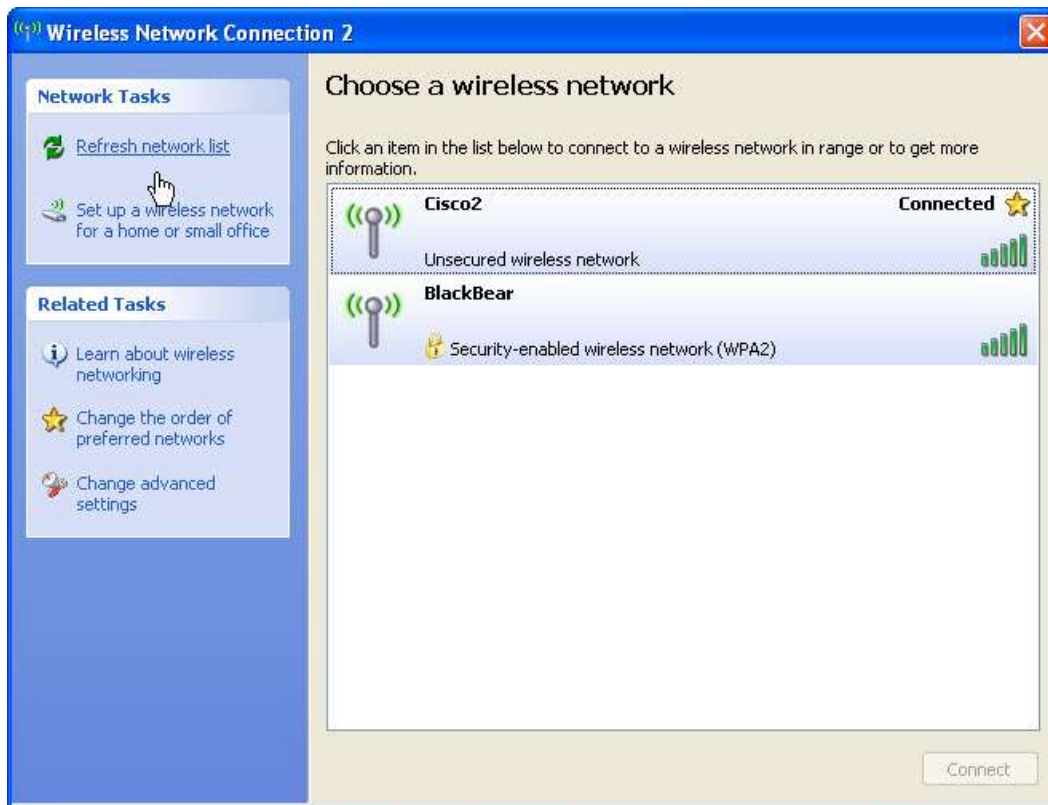 Wireless Network Connection 2
Network Tasks
Refresh network list
Set up a wireless network
for a home or small office
Related Tasks
Learn about wireless
networking
Change the order of
preferred networks
Change advanced
settings
Choose a wireless network
Click an item in the list below to connect to a wireless network in range or to get more
information.
Cisco2 Connected
Unsecured wireless network
BlackBear
Security-enabled wireless network (WPA2)
Connect